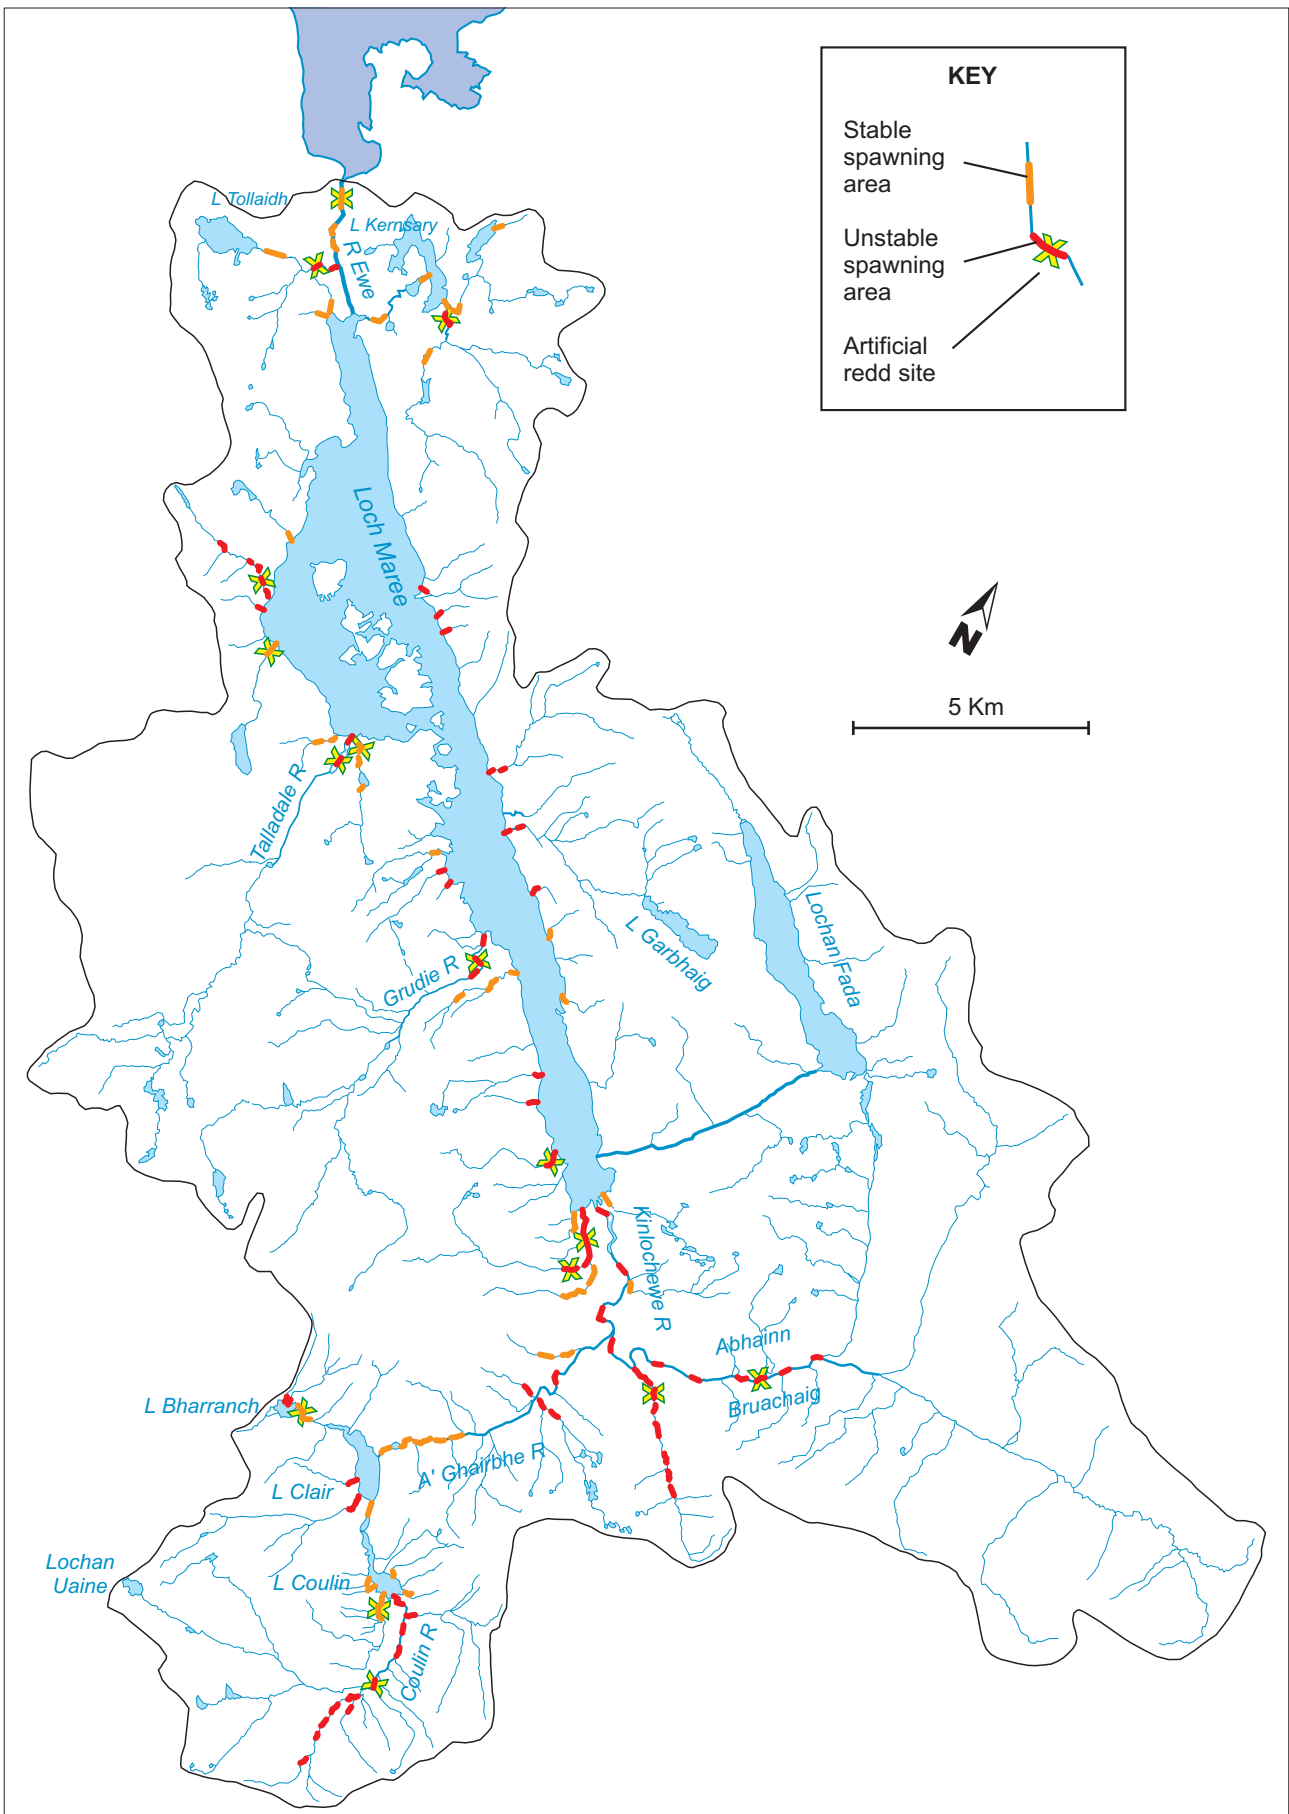 KEY
Stable
spawning
area
Unstable
spawning
area
Artificial
redd site
L Tollaidh
L Kernsary
R Ewe
Loch Maree
N
5 Km
Talladale R
L Garbhaig
Lochan Fada
Grudie R
Kinlochewe R
Abhainn
Bruachaig
L Bharranch
A' Ghairbhe R
L Clair
Lochan
Uaine
L Coulin
Coulin R